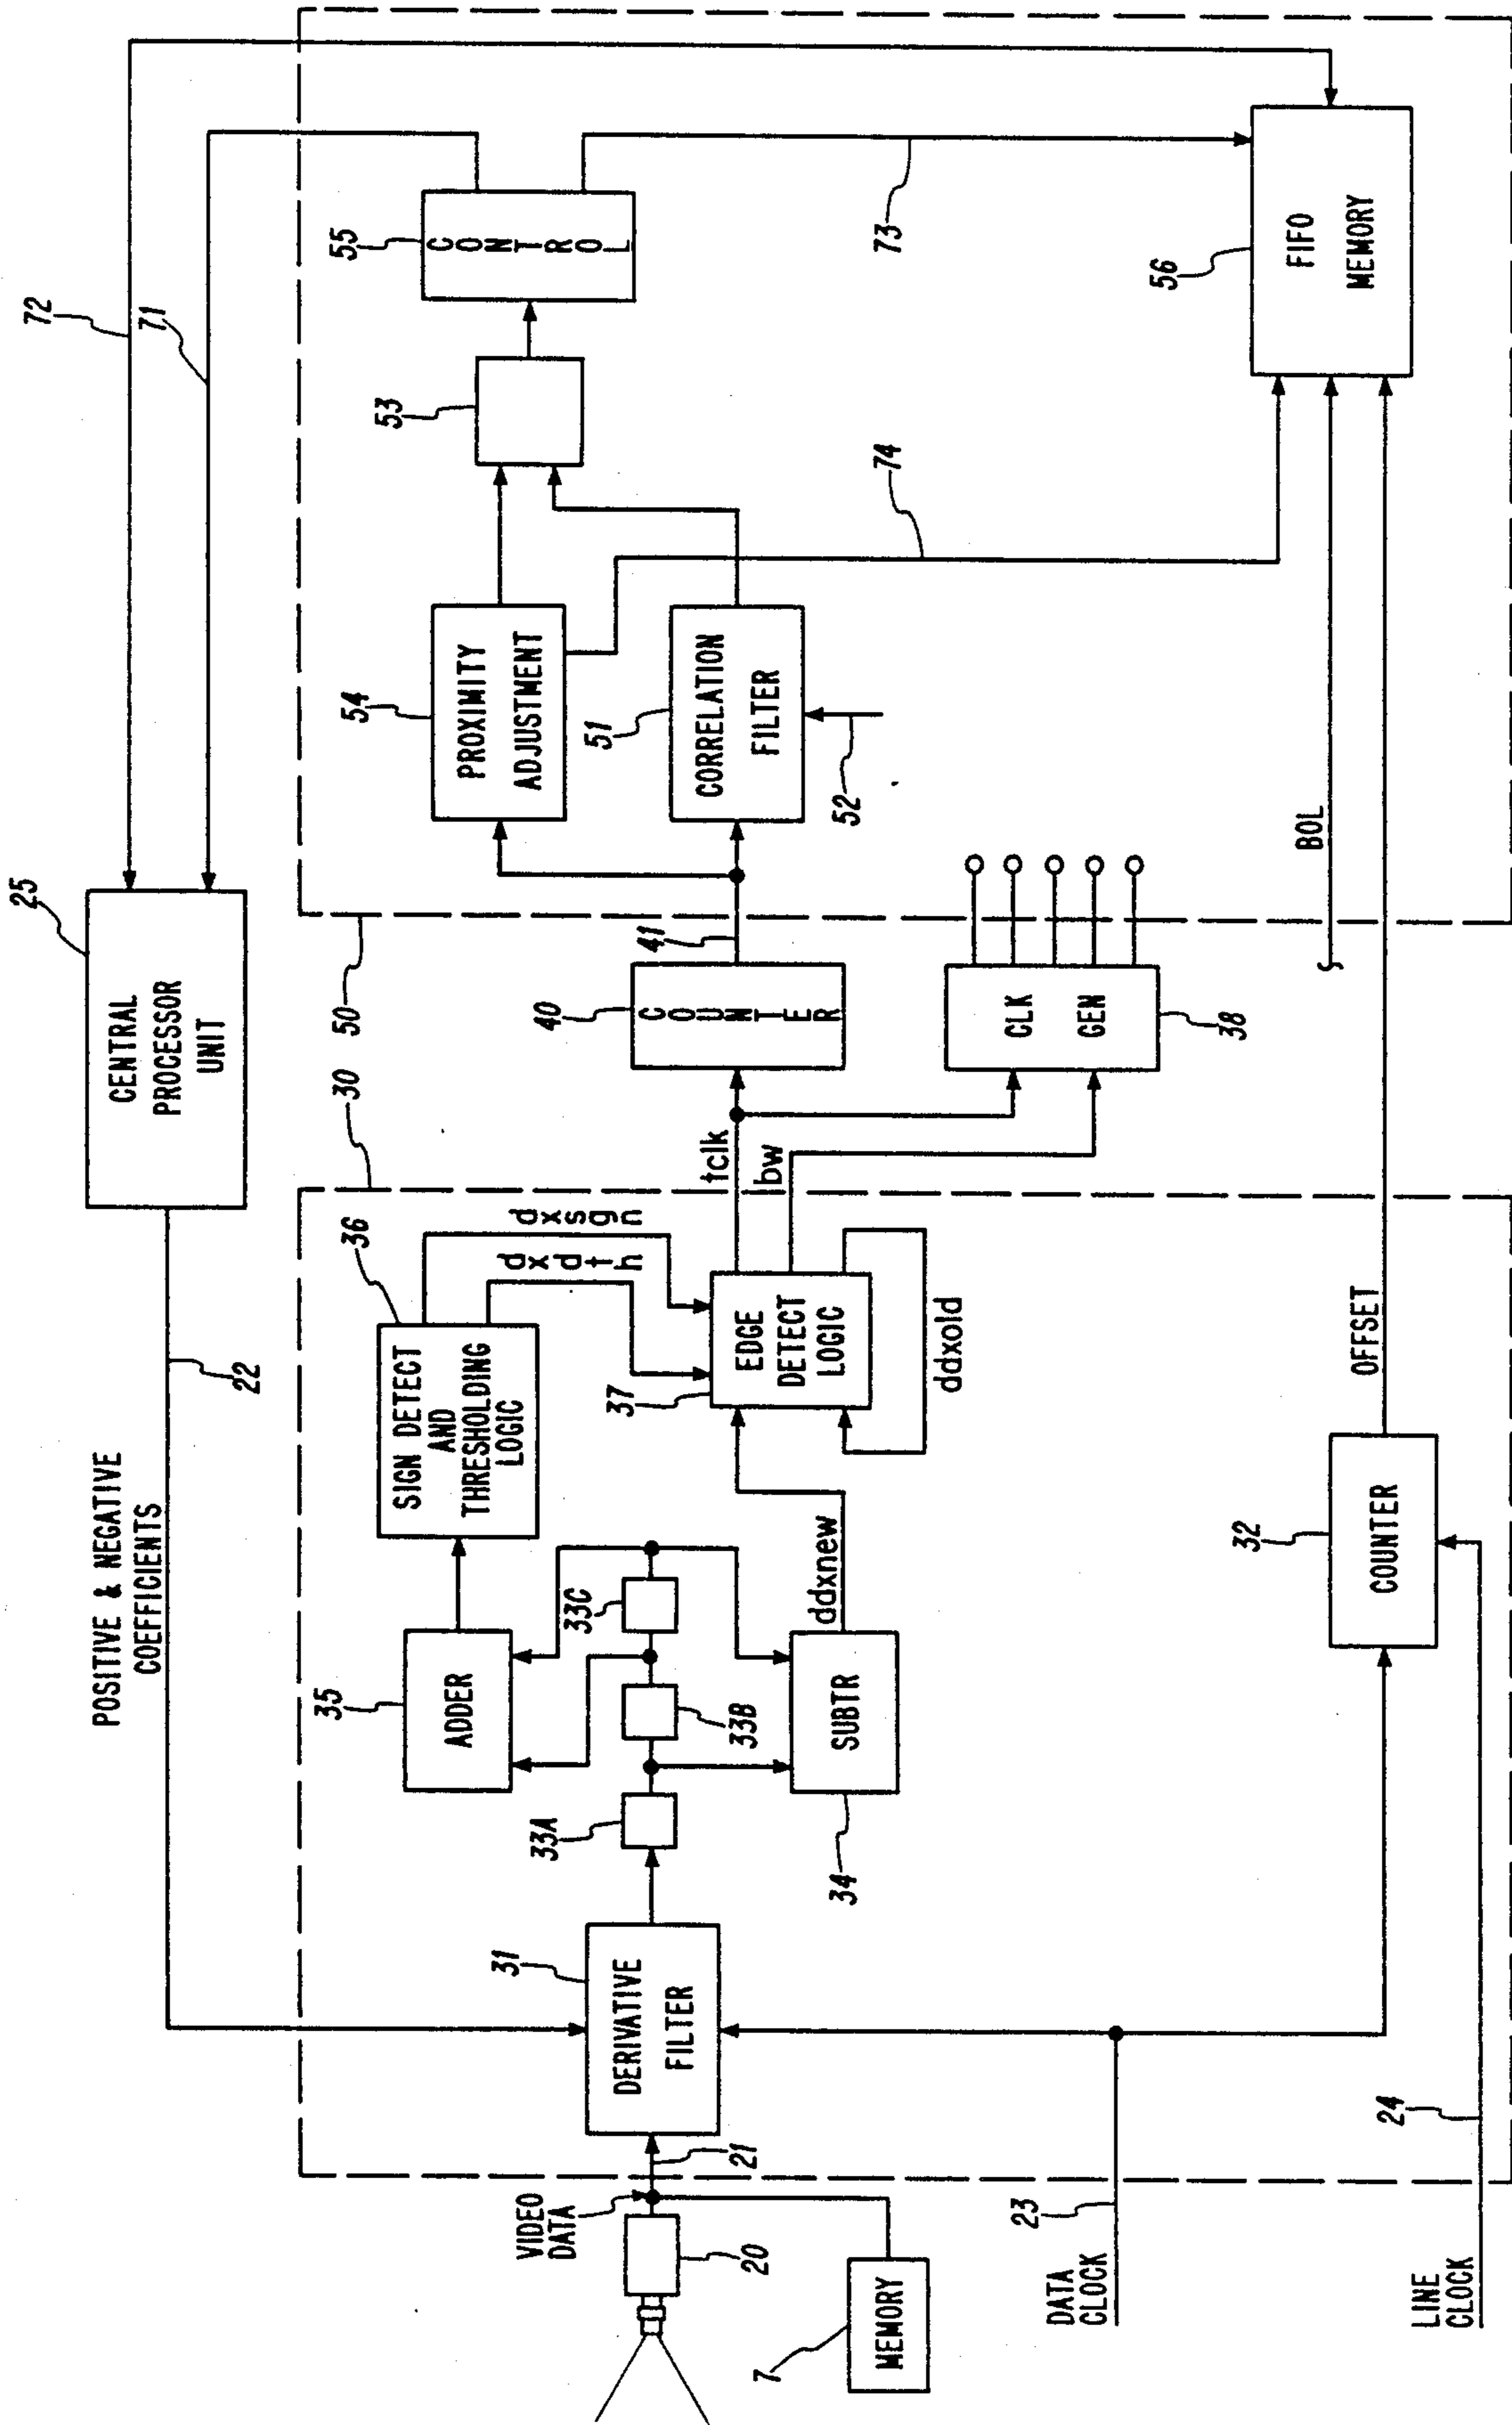 25
CENTRAL
PROCESSOR
UNIT
72
71
22
POSITIVE & NEGATIVE
COEFFICIENTS
30
50
VIDEO
DATA
20
21
7
MEMORY
31
DERIVATIVE
FILTER
33A
33B
33C
35
ADDER
34
SUBTR
36
SIGN DETECT
AND
THRESHOLDING
LOGIC
dxsgn
dxdth
ddxnew
37
EDGE
DETECT
LOGIC
ddxold
tclk
bw
40
COUNTER
41
38
CLK
GEN
54
PROXIMITY
ADJUSTMENT
51
CORRELATION
FILTER
52
53
55
CONTROL
73
74
56
FIFO
MEMORY
BOL
OFFSET
32
COUNTER
DATA
CLOCK
23
LINE
CLOCK
24